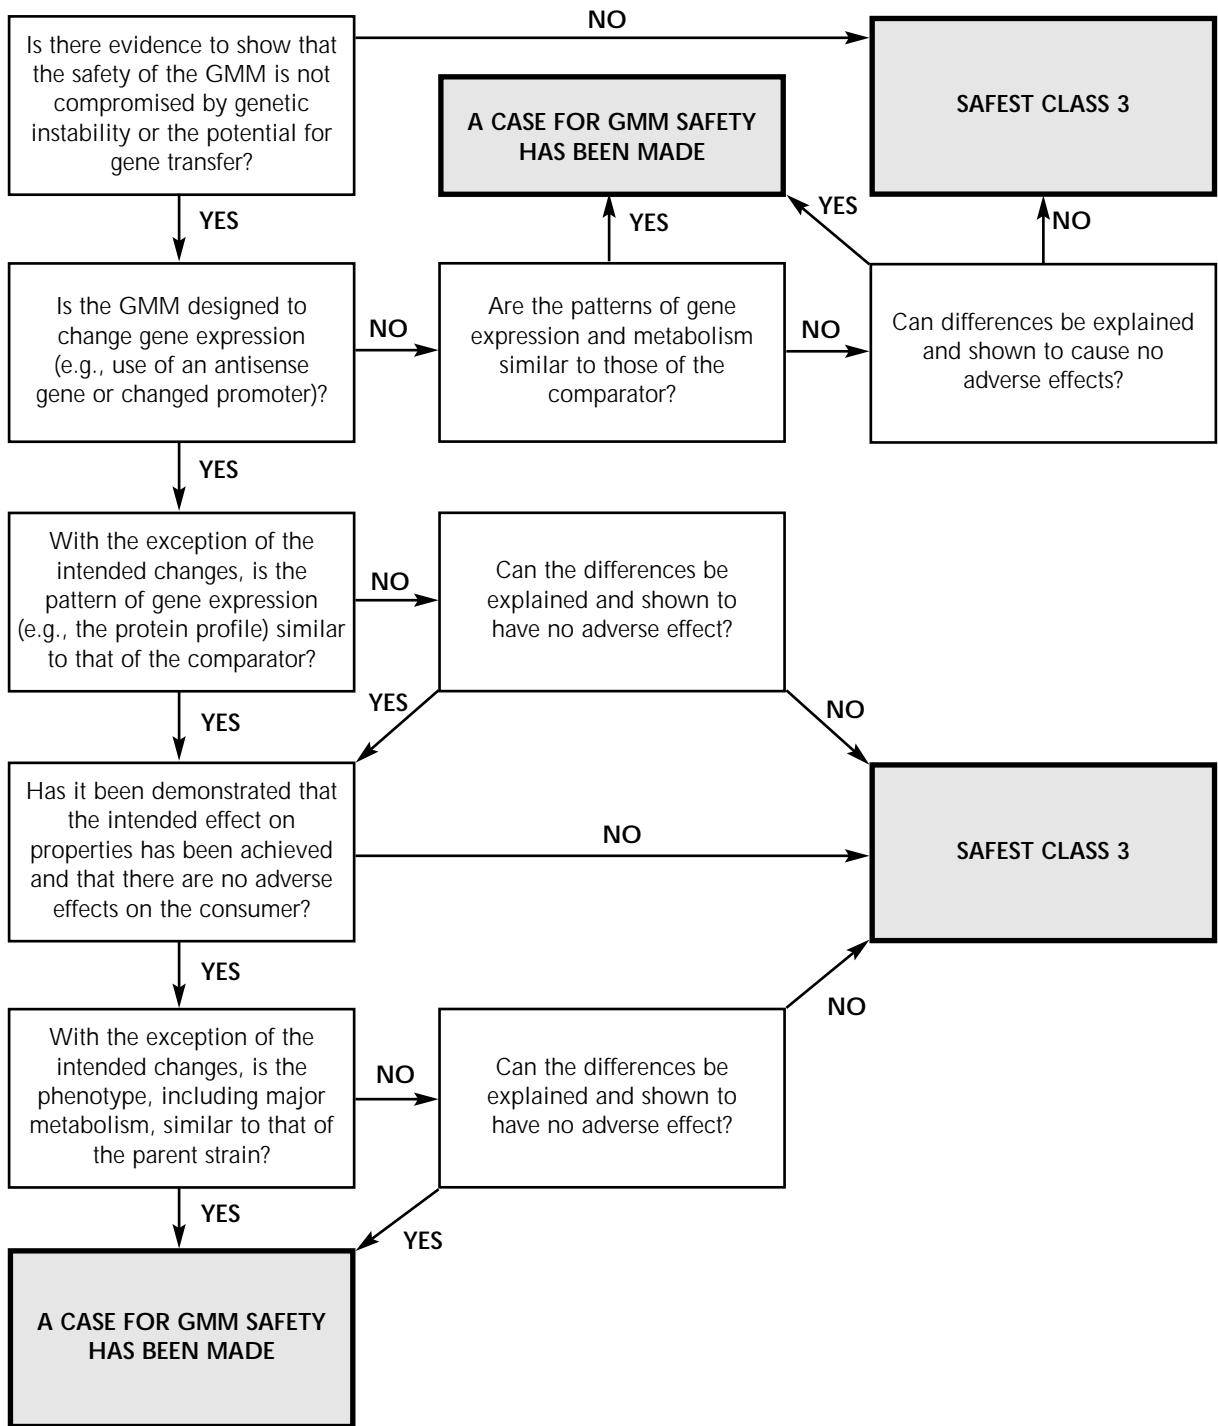 Is there evidence to show that
the safety of the GMM is not
compromised by genetic
instability or the potential for
gene transfer?
NO
SAFEST CLASS 3
A CASE FOR GMM SAFETY
HAS BEEN MADE
YES
YES
YES
NO
Is the GMM designed to
change gene expression
(e.g., use of an antisense
gene or changed promoter)?
NO
Are the patterns of gene
expression and metabolism
similar to those of the
comparator?
NO
Can differences be explained
and shown to cause no
adverse effects?
YES
With the exception of the
intended changes, is the
pattern of gene expression
(e.g., the protein profile) similar
to that of the comparator?
NO
Can the differences be
explained and shown to
have no adverse effect?
YES
YES
NO
Has it been demonstrated that
the intended effect on
properties has been achieved
and that there are no adverse
effects on the consumer?
NO
SAFEST CLASS 3
YES
NO
With the exception of the
intended changes, is the
phenotype, including major
metabolism, similar to that of
the parent strain?
NO
Can the differences be
explained and shown to
have no adverse effect?
YES
YES
A CASE FOR GMM SAFETY
HAS BEEN MADE